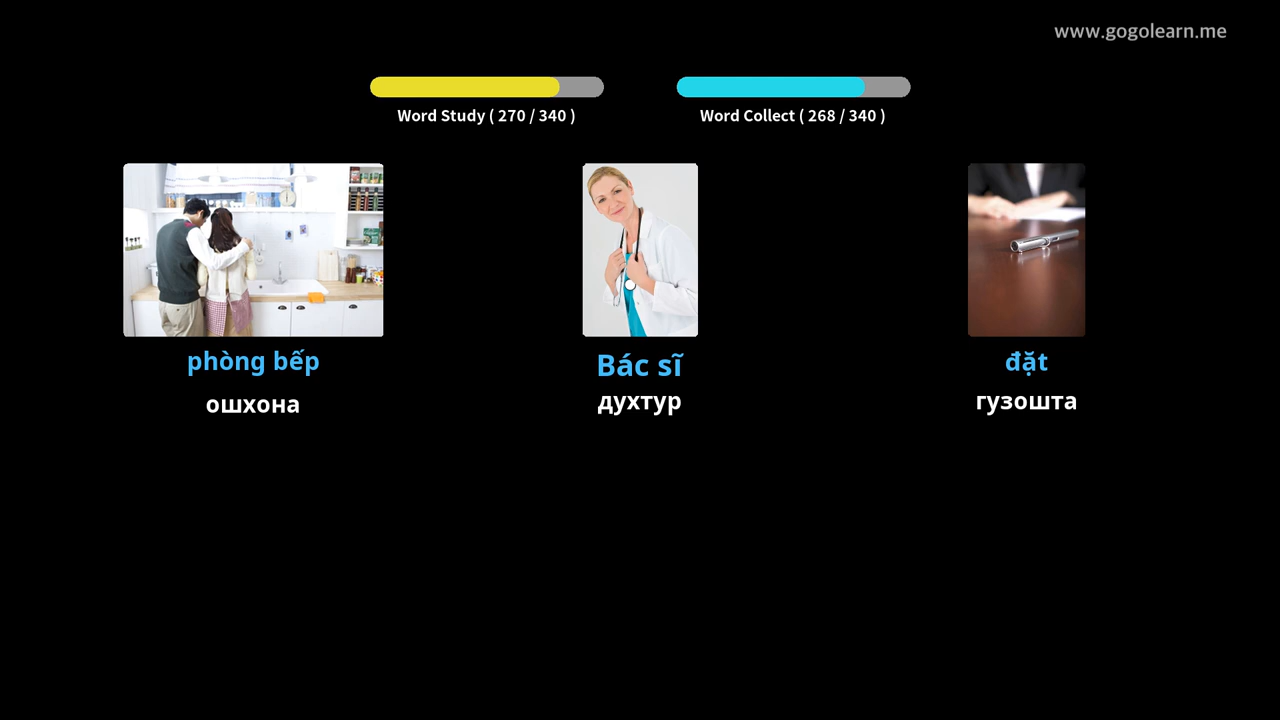 www.gogolearn.me
Word Study ( 270 / 340 )
Word Collect ( 268 / 340 )
phòng bếp
ошхона
Bác sĩ
духтур
đặt
гузошта